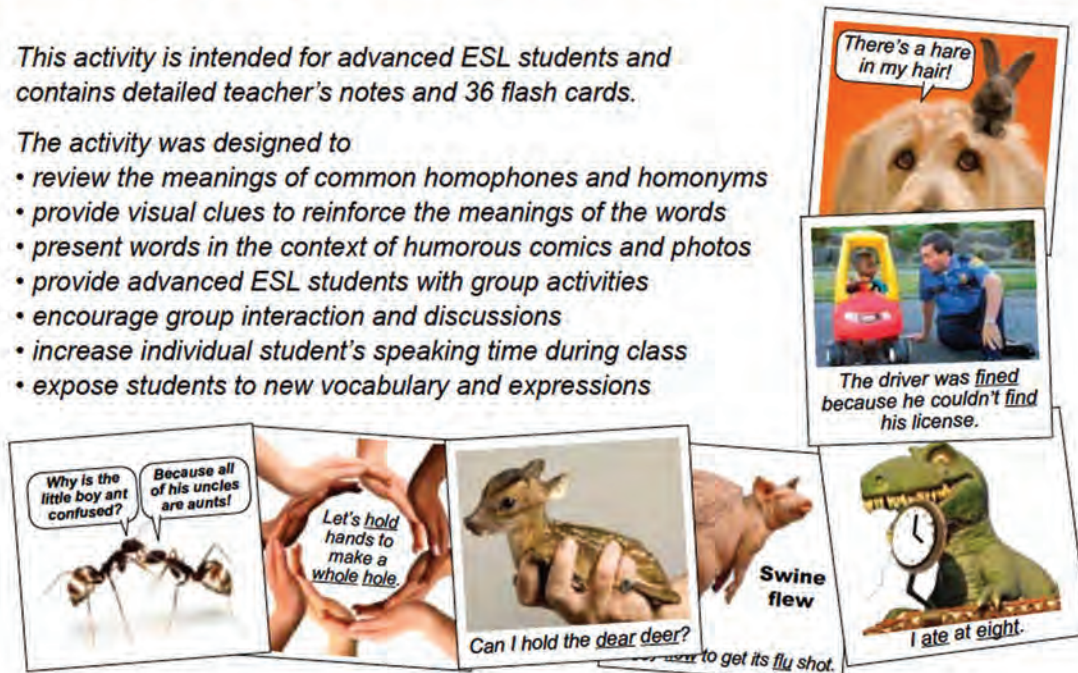 This activity is intended for advanced ESL students and
contains detailed teacher's notes and 36 flash cards.
The activity was designed to
• review the meanings of common homophones and homonyms
• provide visual clues to reinforce the meanings of the words
• present words in the context of humorous comics and photos
• provide advanced ESL students with group activities
• encourage group interaction and discussions
• increase individual student's speaking time during class
• expose students to new vocabulary and expressions
There's a hare
in my hair!
The driver was fined
because he couldn't find
his license.
Why is the
little boy ant
confused?
Because all
of his uncles
are aunts!
Let's hold
hands to
make a
whole hole.
Can I hold the dear deer?
Swine
flew
to get its flu shot.
I ate at eight.